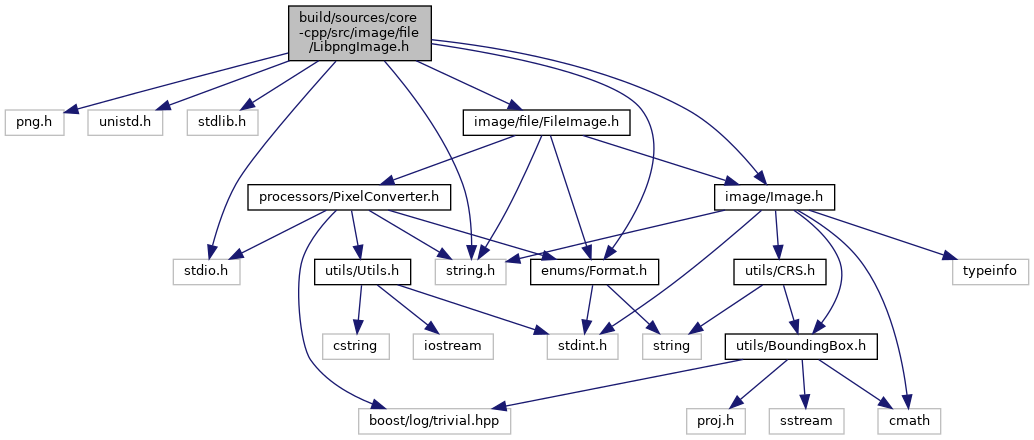 build/sources/core
-cpp/src/image/file
/LibpngImage.h
png.h
unistd.h
stdlib.h
image/file/FileImage.h
processors/PixelConverter.h
image/Image.h
stdio.h
utils/Utils.h
string.h
enums/Format.h
utils/CRS.h
typeinfo
cstring
iostream
stdint.h
string
utils/BoundingBox.h
boost/log/trivial.hpp
proj.h
sstream
cmath